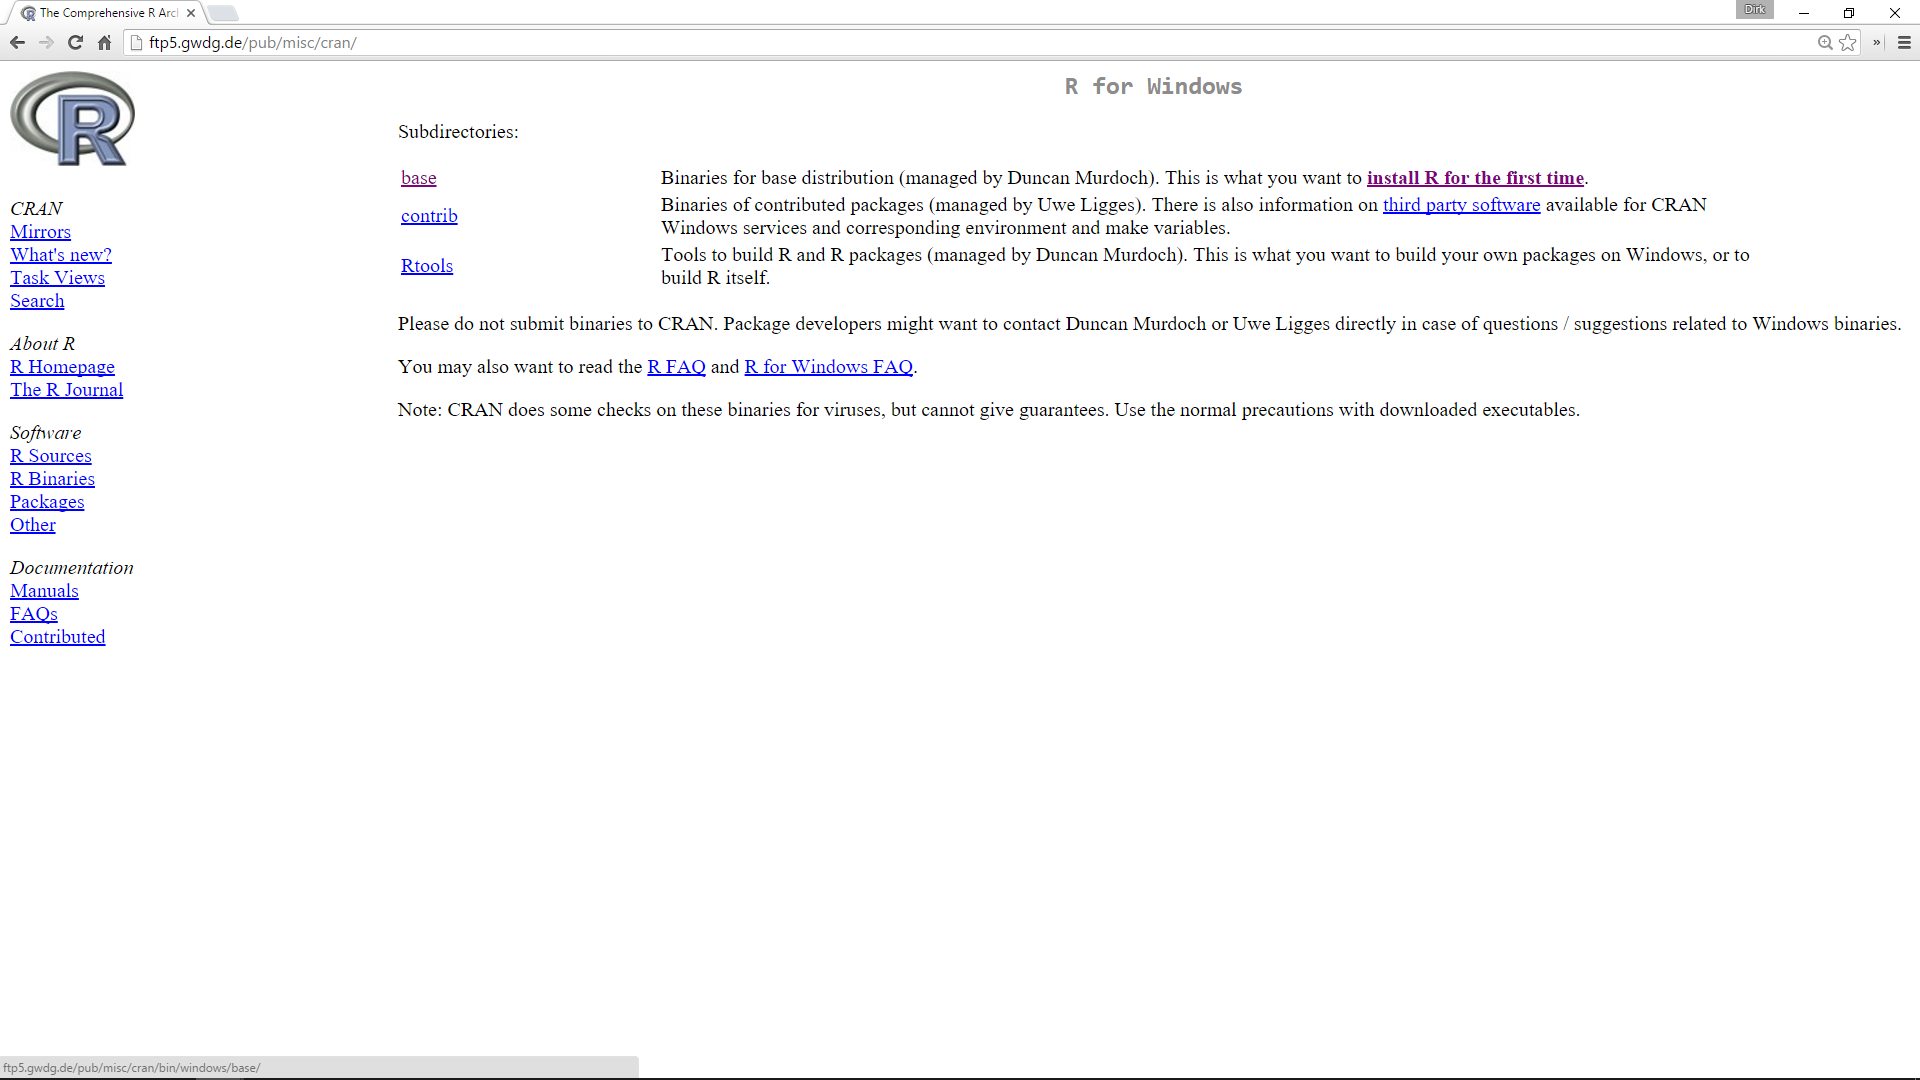 The Comprehensive R Arc
Dirk
ftp5.gwdg.de/pub/misc/cran/
R
CRAN
Mirrors
What's new?
Task Views
Search
About R
R Homepage
The R Journal
Software
R Sources
R Binaries
Packages
Other
Documentation
Manuals
FAQs
Contributed
R for Windows
Subdirectories:
base
Binaries for base distribution (managed by Duncan Murdoch). This is what you want to install R for the first time.
contrib
Binaries of contributed packages (managed by Uwe Ligges). There is also information on third party software available for CRAN
Windows services and corresponding environment and make variables.
Rtools
Tools to build R and R packages (managed by Duncan Murdoch). This is what you want to build your own packages on Windows, or to
build R itself.
Please do not submit binaries to CRAN. Package developers might want to contact Duncan Murdoch or Uwe Ligges directly in case of questions / suggestions related to Windows binaries.
You may also want to read the R FAQ and R for Windows FAQ.
Note: CRAN does some checks on these binaries for viruses, but cannot give guarantees. Use the normal precautions with downloaded executables.
ftp5.gwdg.de/pub/misc/cran/bin/windows/base/